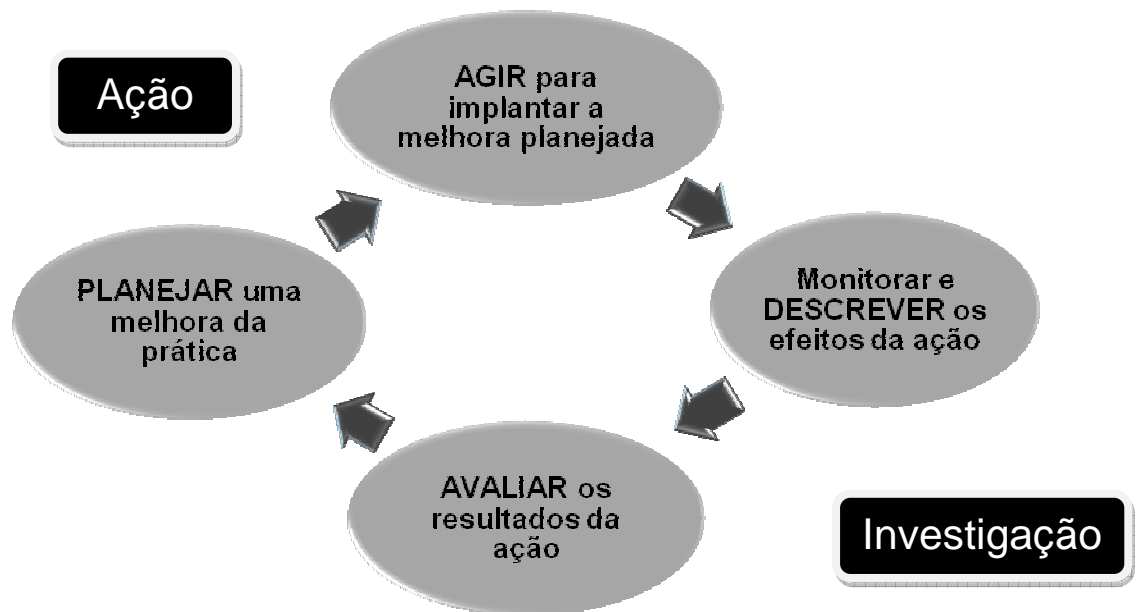 Ação
AGIR para
implantar a
melhora planejada
Monitorar e
DESCREVER os
efeitos da ação
AVALIAR os
resultados da
ação
PLANEJAR uma
melhora da
prática
Investigação